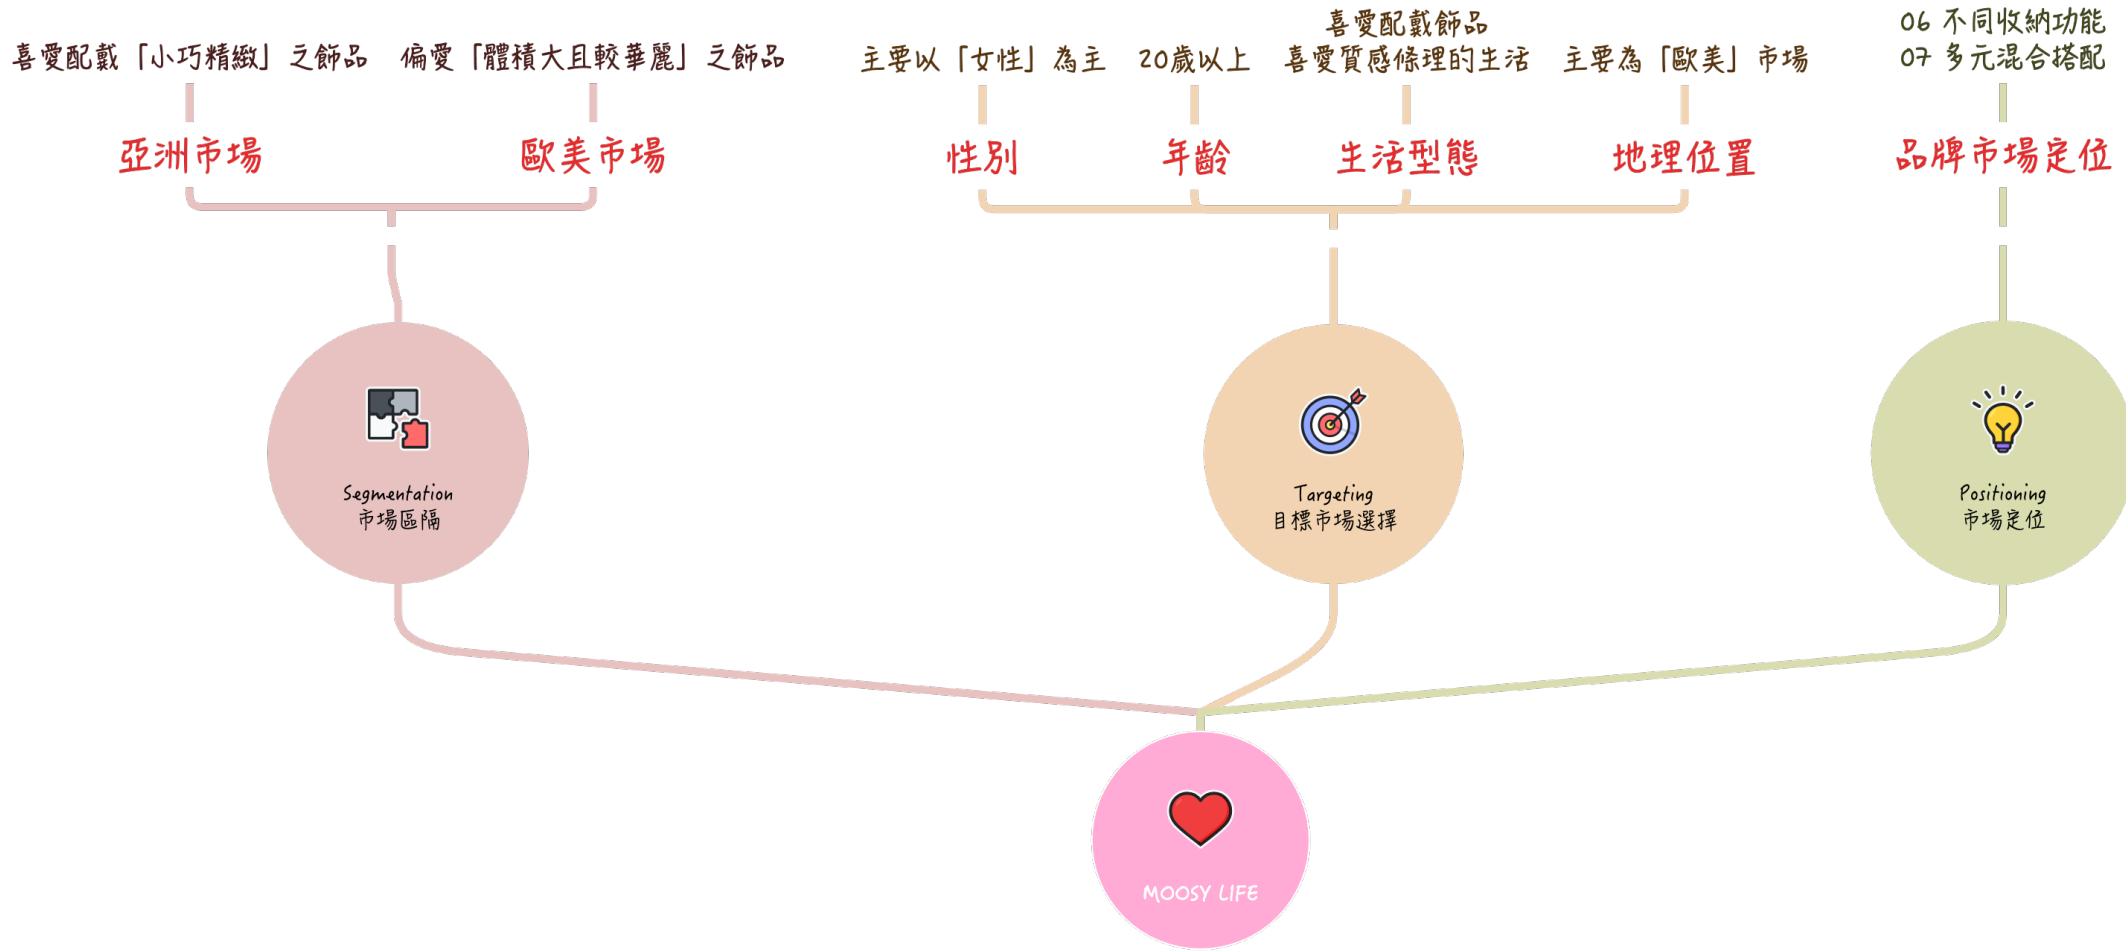 喜愛配戴「小巧精緻」之飾品
偏愛「體積大且較華麗」之飾品
主要以「女性」為主
20歲以上
喜愛配戴飾品
喜愛質感條理的生活
主要為「歐美」市場
06 不同收納功能
07 多元混合搭配
亞洲市場
歐美市場
性別
年齡
生活型態
地理位置
品牌市場定位
Segmentation
市場區隔
Targeting
目標市場選擇
Positioning
市場定位
MOOSY LIFE